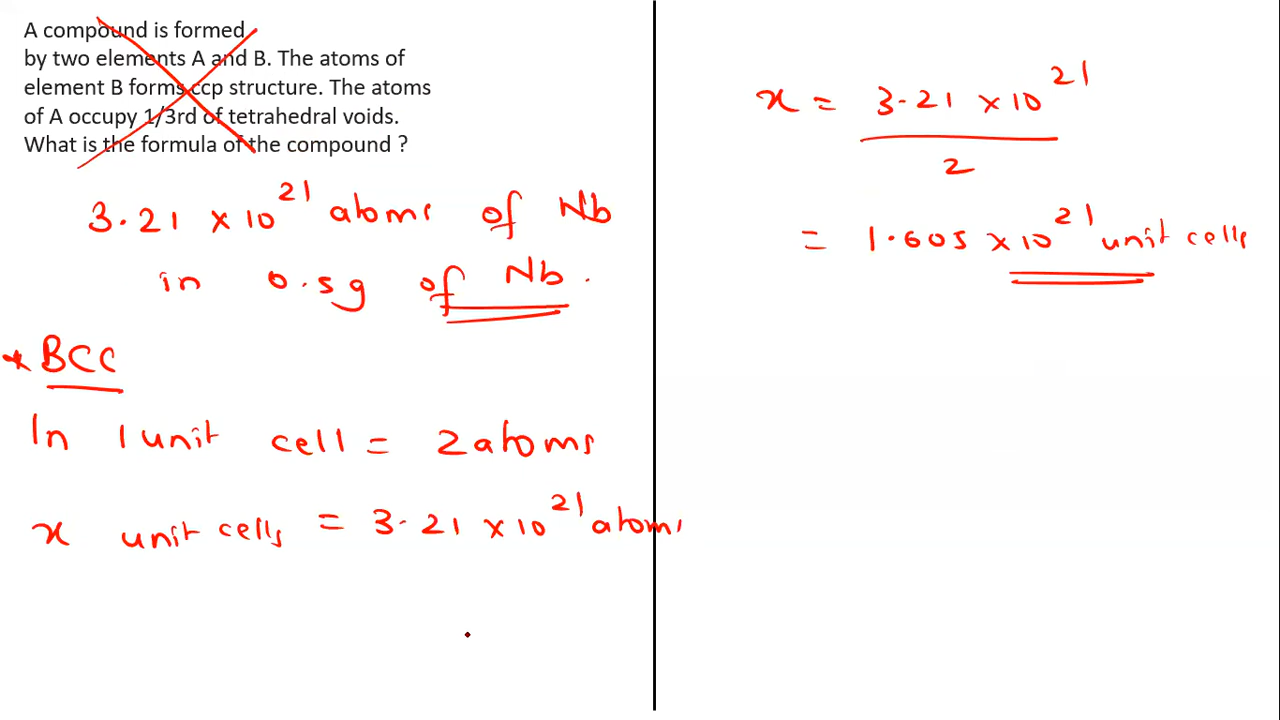 A compound is formed
by two elements A and B. The atoms of
element B forms ccp structure. The atoms
of A occupy 1/3rd of tetrahedral voids.
What is the formula of the compound ?
3.21 × 10^21 atoms of Nb
in 0.5g of Nb.
* BCC
In 1 unit cell = 2 atoms
x unit cells = 3.21 × 10^21 atoms
x = 3.21 × 10^21
2
= 1.605 × 10^21 unit cells